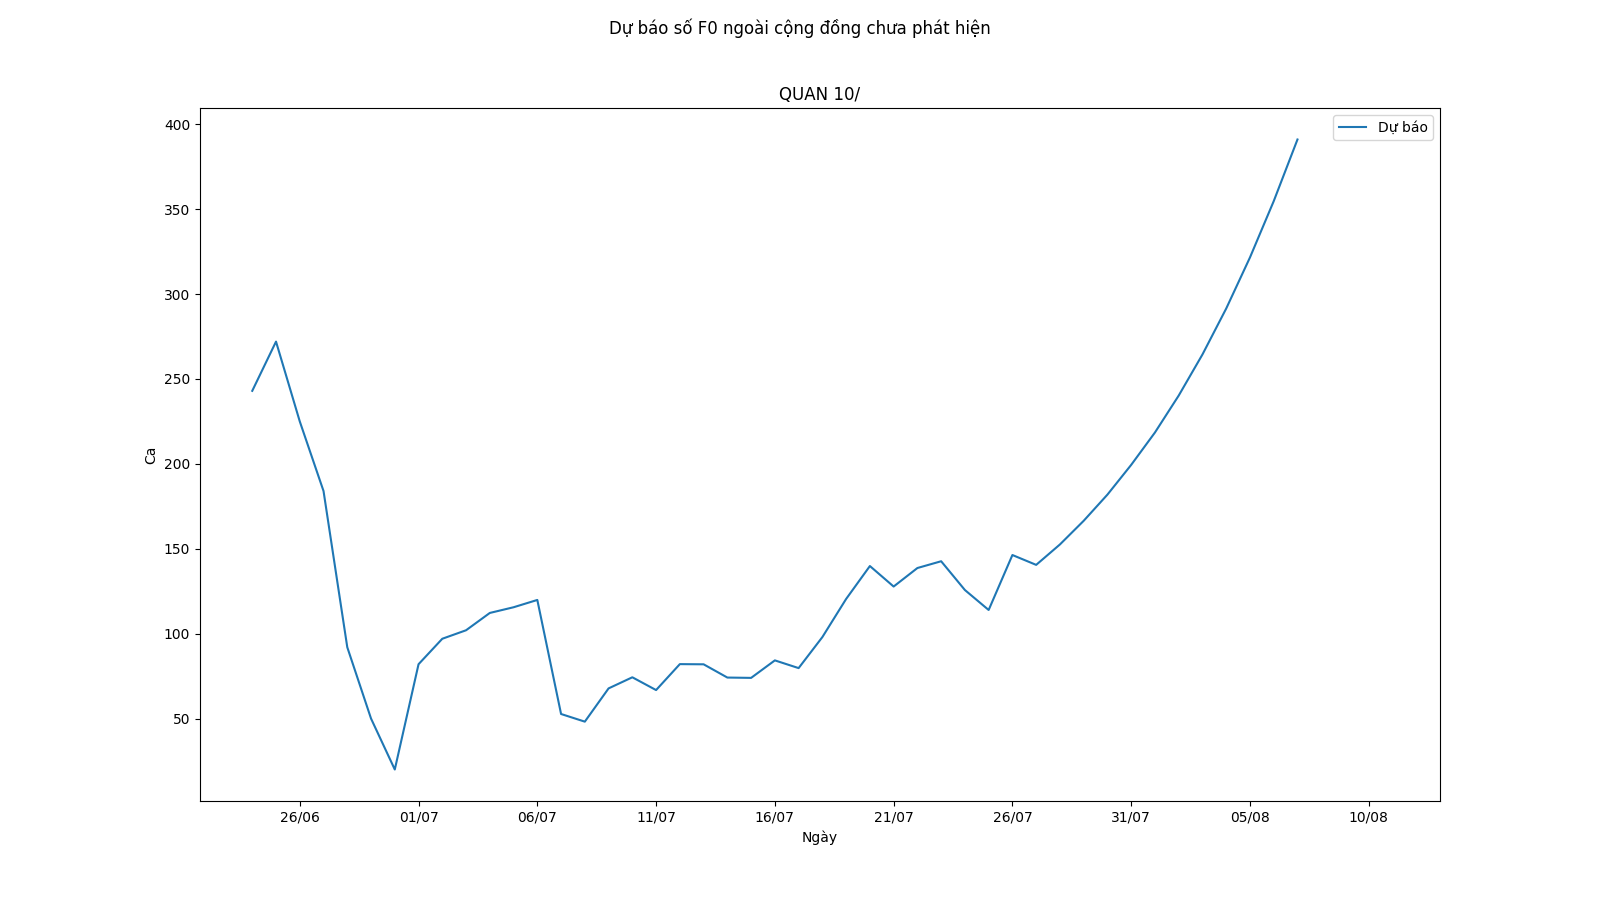 Dự báo số F0 ngoài cộng đồng chưa phát hiện
QUAN 10/
Dự báo
400
350
300
250
200
150
100
50
Ca
26/06 01/07 06/07 11/07 16/07 21/07 26/07 31/07 05/08 10/08
Ngày